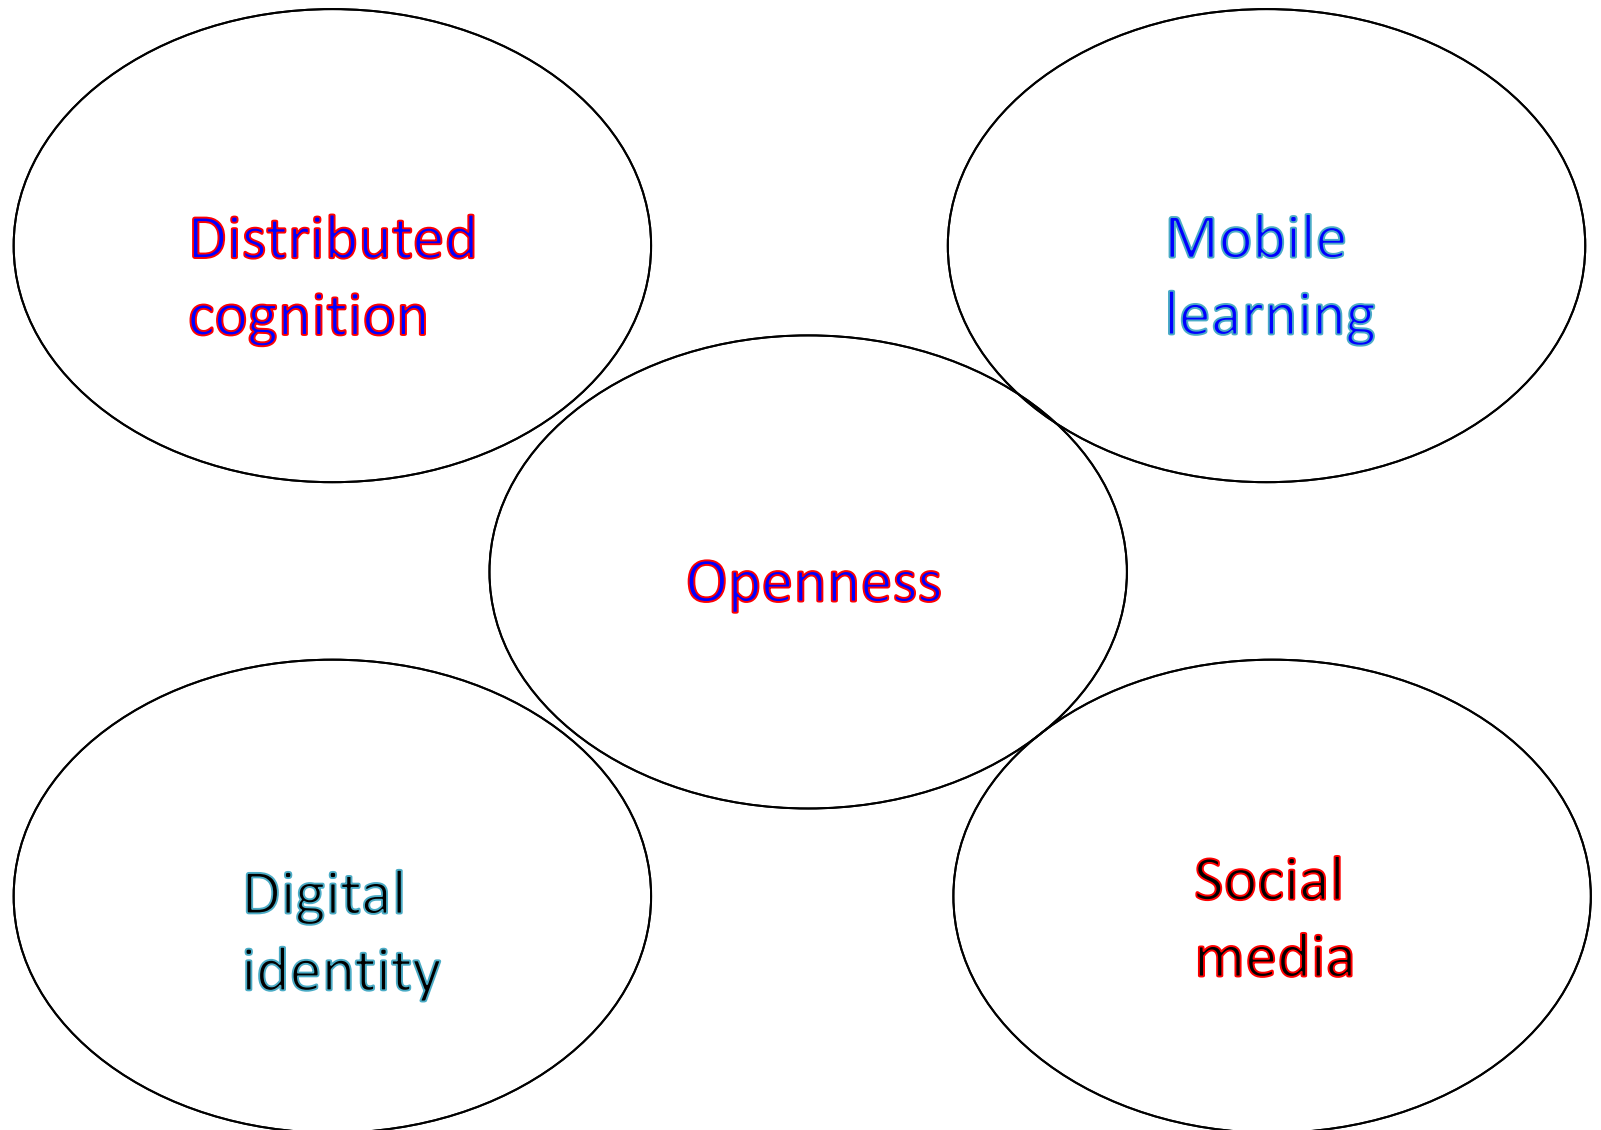 Distributed
cognition
Mobile
learning
Openness
Digital
identity
Social
media